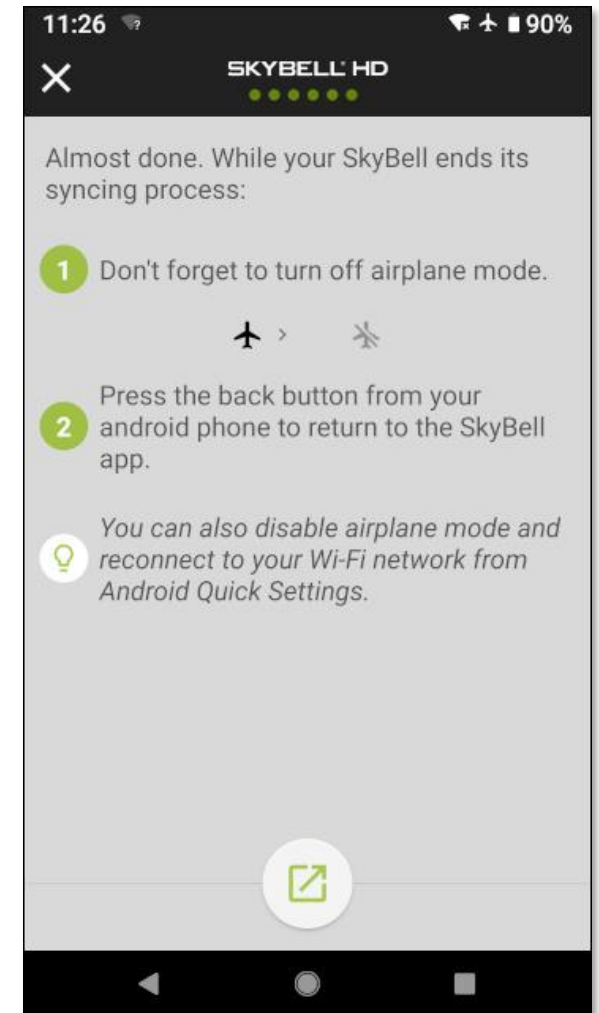 11:26 90%
SKYBELL® HD
Almost done. While your SkyBell ends its
syncing process:
1 Don't forget to turn off airplane mode.
Press the back button from your
2 android phone to return to the SkyBell
app.
You can also disable airplane mode and
reconnect to your Wi-Fi network from
Android Quick Settings.